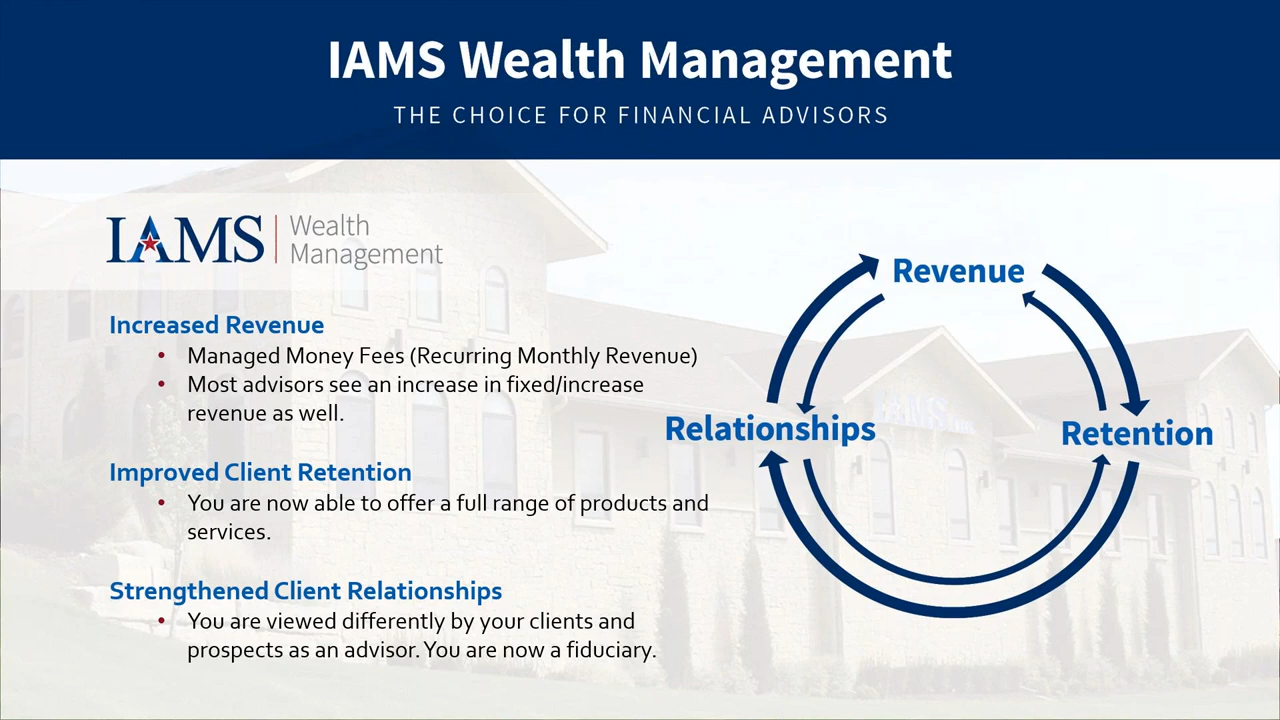 IAMS Wealth Management
THE CHOICE FOR FINANCIAL ADVISORS
IAMS
Wealth
Management
Increased Revenue
• Managed Money Fees (Recurring Monthly Revenue)
• Most advisors see an increase in fixed/increase
revenue as well.
Improved Client Retention
• You are now able to offer a full range of products and
services.
Strengthened Client Relationships
• You are viewed differently by your clients and
prospects as an advisor. You are now a fiduciary.
Revenue
Relationships
Retention
IAMS